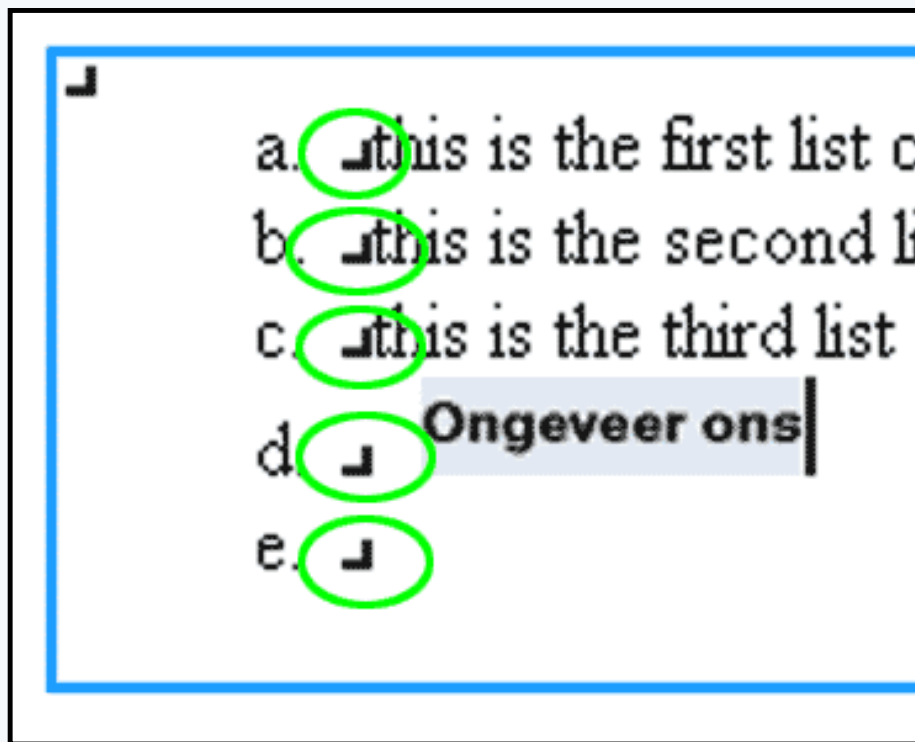 a. this is the first list
b. this is the second
c. this is the third list
Ongeveer ons
d.
e.